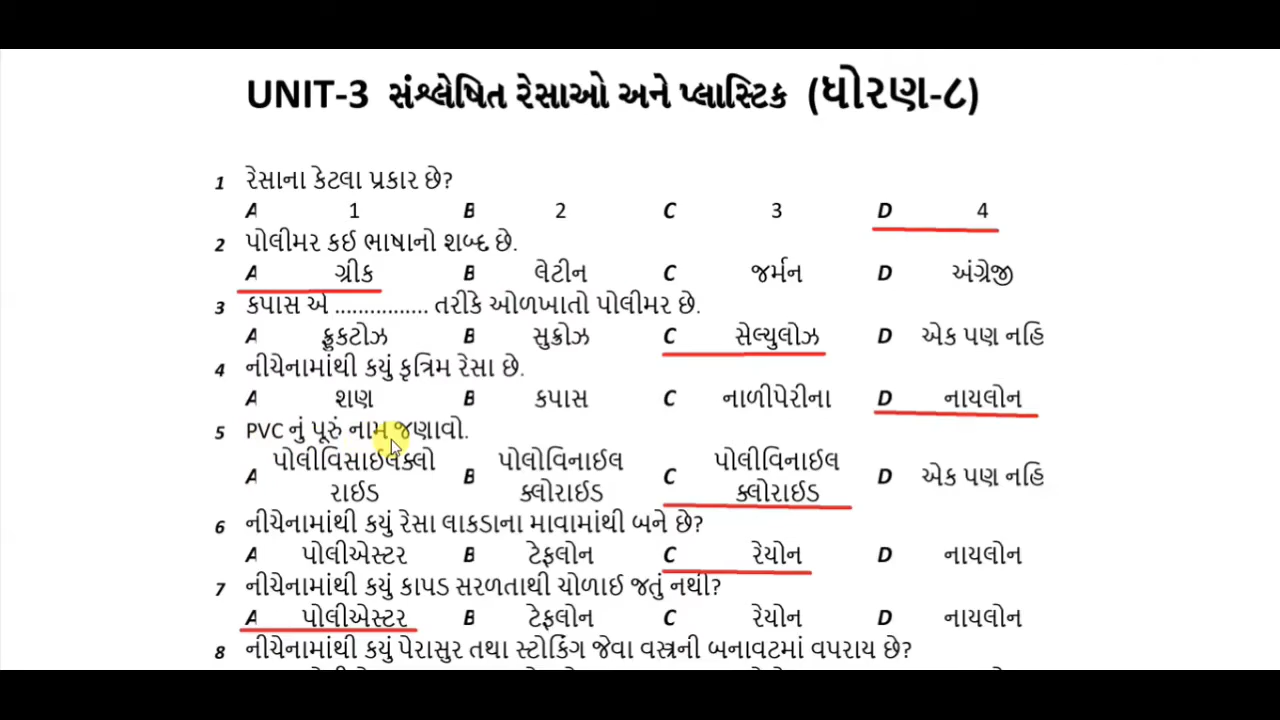 UNIT-3 સંશ્લેષિત રેસાઓ અને પ્લાસ્ટિક (ધોરણ-૮)
1 રેસાના કેટલા પ્રકાર છે?
A 1 B 2 C 3 D 4
2 પોલીમર કઈ ભાષાનો શબ્દ છે.
A ગ્રીક B લેટીન C જર્મન D અંગ્રેજી
3 કપાસ એ ................ તરીકે ઓળખાતો પોલીમર છે.
A ફ્રુકટોઝ B સુક્રોઝ C સેલ્યુલોઝ D એક પણ નહિ
4 નીચેનામાંથી કયું કૃત્રિમ રેસા છે.
A શણ B કપાસ C નાળીપેરીના D નાયલોન
5 PVC નું પૂરું નામ જણાવો.
A પોલીવિસાઈલક્લો B પોલોવિનાઈલ C પોલીવિનાઈલ D એક પણ નહિ
રાઈડ ક્લોરાઈડ ક્લોરાઈડ
6 નીચેનામાંથી કયું રેસા લાકડાના માવામાંથી બને છે?
A પોલીએસ્ટર B ટેફલોન C રેયોન D નાયલોન
7 નીચેનામાંથી કયું કાપડ સરળતાથી ચોળાઈ જતું નથી?
A પોલીએસ્ટર B ટેફલોન C રેયોન D નાયલોન
8 નીચેનામાંથી કયું પેરાસુર તથા સ્ટોકિંગ જેવા વસ્ત્રની બનાવટમાં વપરાય છે?